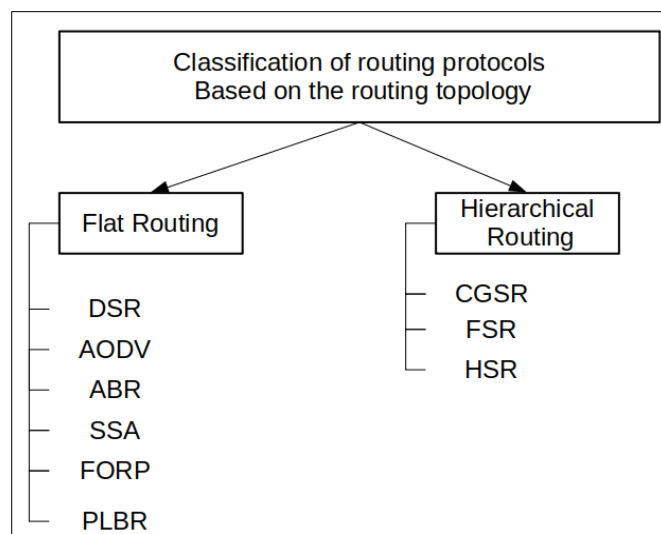 Classification of routing protocols
Based on the routing topology
Flat Routing
DSR
AODV
ABR
SSA
FORP
PLBR
Hierarchical
Routing
CGSR
FSR
HSR